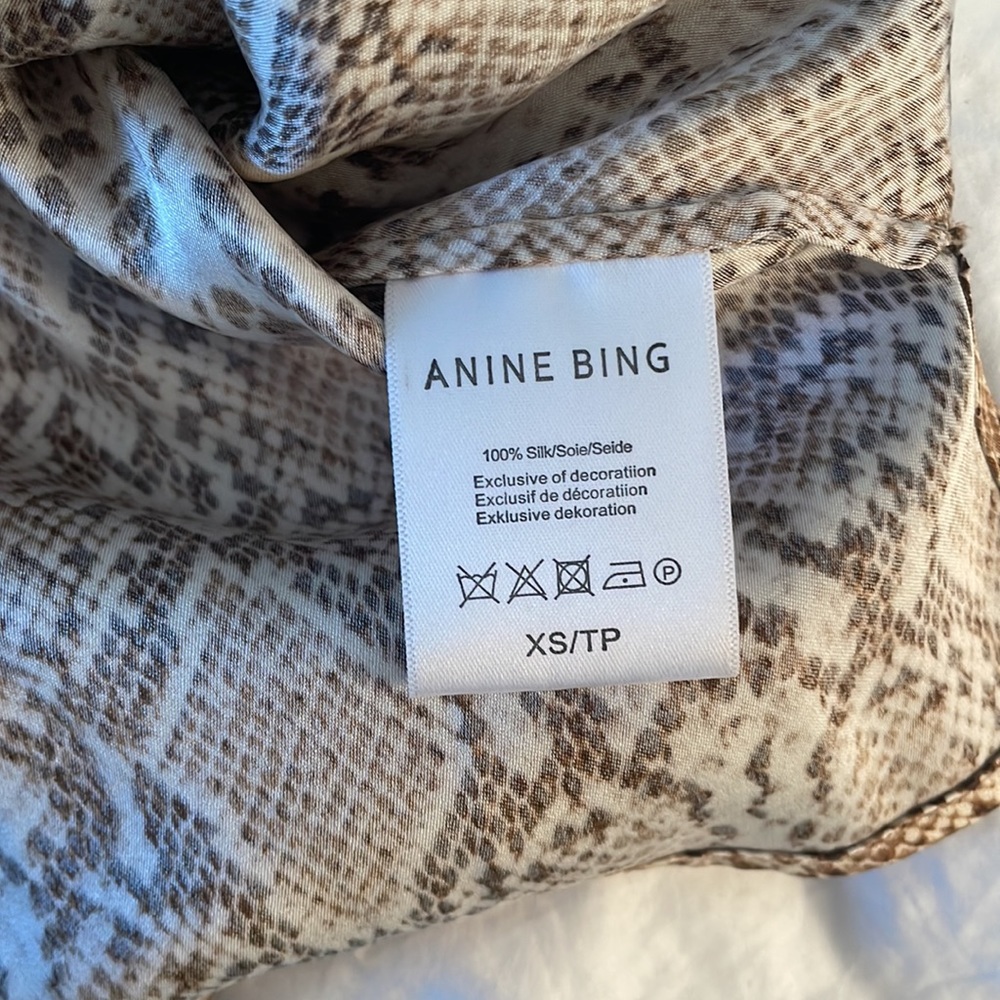 ANINE BING
100% Silk/Soie/Seide
Exclusive of decoratiion
Exclusif de décoratiion
Exklusive dekoration
P
XS/TP